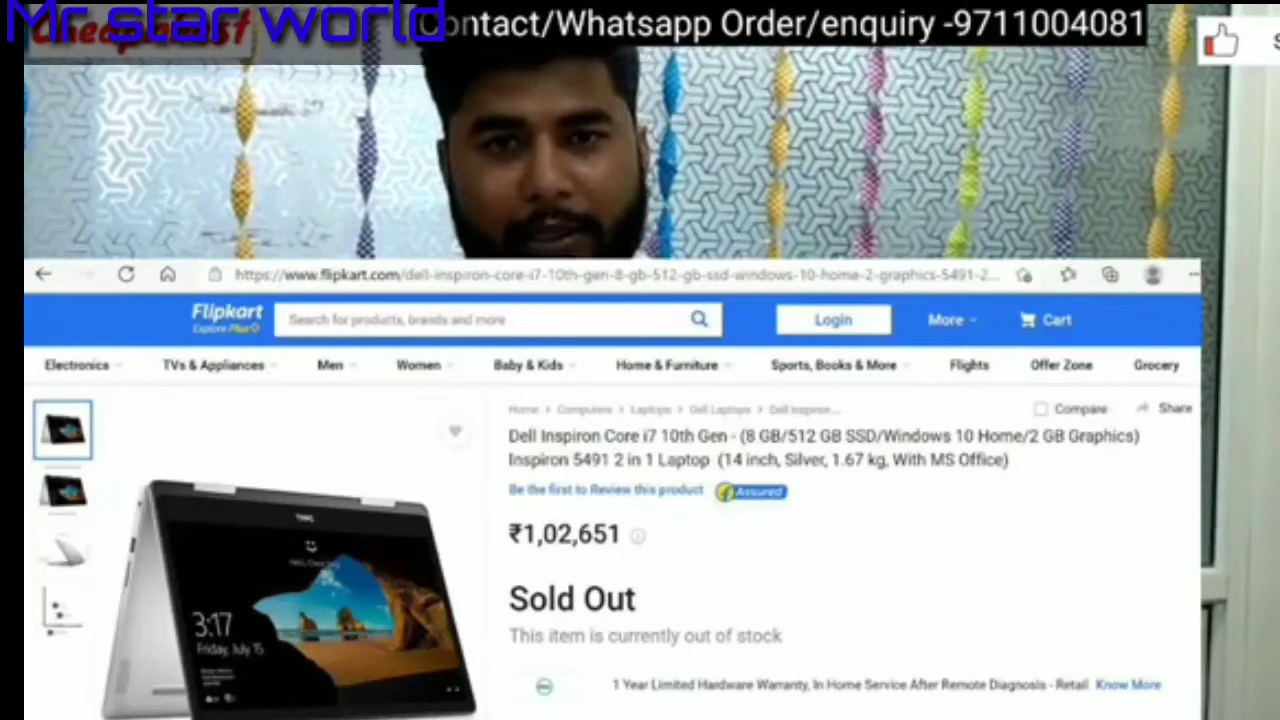 Mr.star world
Contact/Whatsapp Order/enquiry -9711004081
https://www.flipkart.com/dell-inspiron-core-i7-10th-gen-8-gb-512-gb-ssd-windows-10-home-2-graphics-5491-2...
Flipkart
Explore Plus
Search for products, brands and more
Login
More
Cart
Electronics
TVs & Appliances
Men
Women
Baby & Kids
Home & Furniture
Sports, Books & More
Flights
Offer Zone
Grocery
Home > Computers > Laptops > Dell Laptops > Dell Inspiron ...
Compare
Share
Dell Inspiron Core i7 10th Gen - (8 GB/512 GB SSD/Windows 10 Home/2 GB Graphics)
Inspiron 5491 2 in 1 Laptop (14 inch, Silver, 1.67 kg, With MS Office)
Be the first to Review this product
Assured
₹1,02,651
Sold Out
This item is currently out of stock
3:17
Friday, July 15
1 Year Limited Hardware Warranty, In Home Service After Remote Diagnosis - Retail
Know More